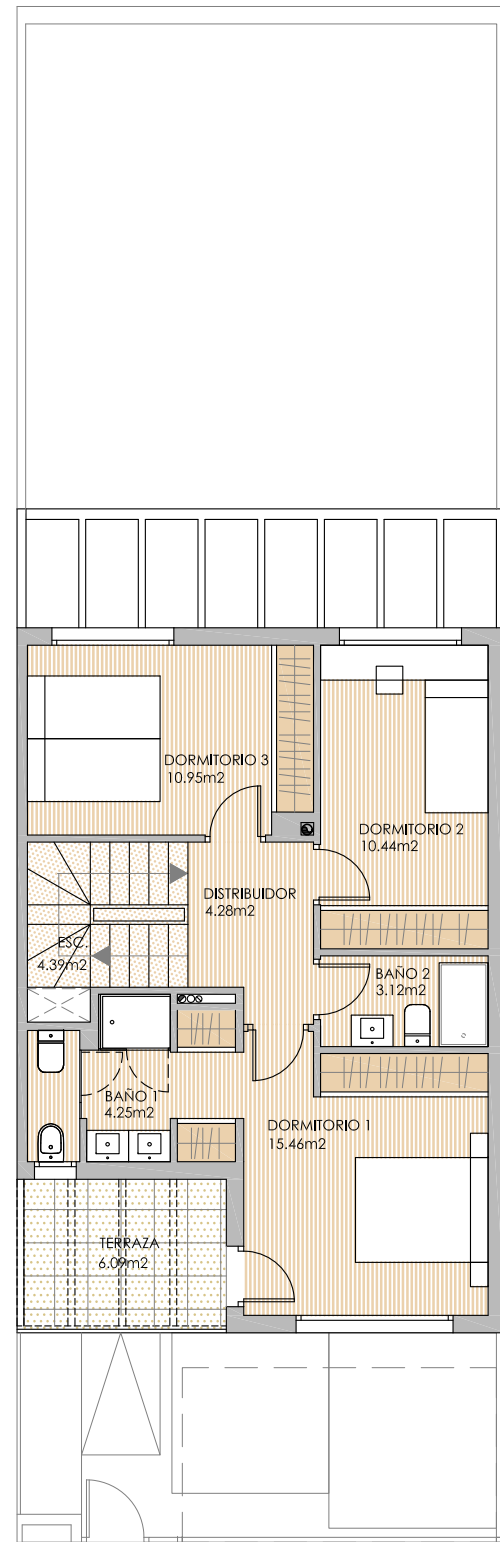 DORMITORIO 3
10.95m2
DORMITORIO 2
10.44m2
DISTRIBUIDOR
4.28m2
ESC.
4.39m2
BAÑO 2
3.12m2
BAÑO 1
4.25m2
DORMITORIO 1
15.46m2
TERRAZA
6.09m2